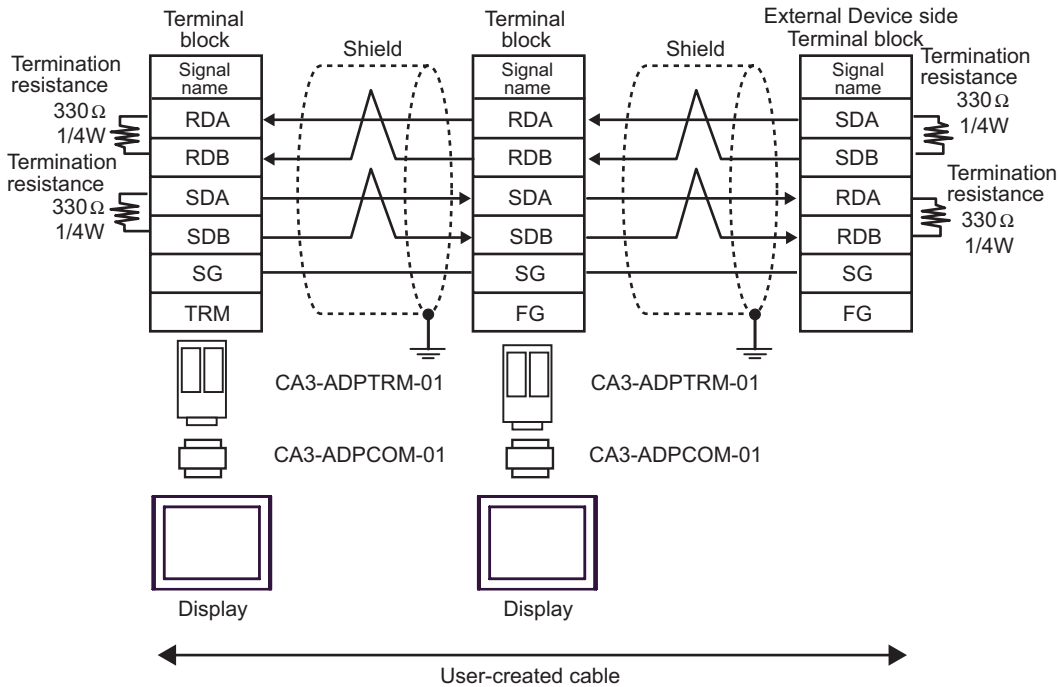 Terminal
block
Terminal
block
External Device side
Terminal block
Shield
Shield
Termination
resistance
330Ω
1/4W
Termination
resistance
330Ω
1/4W
Signal
name
RDA
RDB
SDA
SDB
SG
TRM
Signal
name
RDA
RDB
SDA
SDB
SG
FG
Signal
name
SDA
SDB
RDA
RDB
SG
FG
Termination
resistance
330Ω
1/4W
Termination
resistance
330Ω
1/4W
CA3-ADPTRM-01
CA3-ADPTRM-01
CA3-ADPCOM-01
CA3-ADPCOM-01
Display
Display
User-created cable